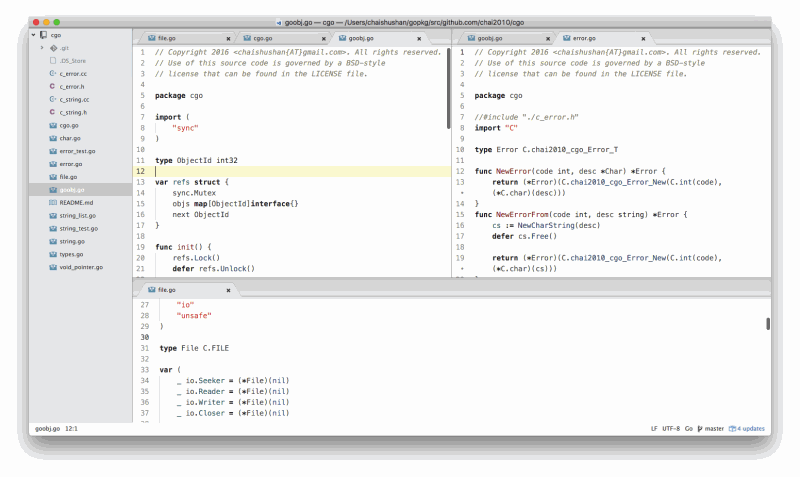 goobj.go — cgo — /Users/chaishushan/gopkg/src/github.com/chai2010/cgo
cgo
.git
.DS_Store
c_error.cc
c_error.h
c_string.cc
c_string.h
cgo.go
char.go
error_test.go
error.go
file.go
goobj.go
README.md
string_list.go
string_test.go
string.go
types.go
void_pointer.go
file.go
cgo.go
goobj.go
1 // Copyright 2016 <chaishushan{AT}gmail.com>. All rights reserved.
2 // Use of this source code is governed by a BSD-style
3 // license that can be found in the LICENSE file.
4
5 package cgo
6
7 import (
8 "sync"
9 )
10
11 type ObjectId int32
12
13 var refs struct {
14 sync.Mutex
15 objs map[ObjectId]interface{}
16 next ObjectId
17 }
18
19 func init() {
20 refs.Lock()
21 defer refs.Unlock()
goobj.go
error.go
1 // Copyright 2016 <chaishushan{AT}gmail.com>. All rights reserved.
2 // Use of this source code is governed by a BSD-style
3 // license that can be found in the LICENSE file.
4
5 package cgo
6
7 //#include "./c_error.h"
8 import "C"
9
10 type Error C.chai2010_cgo_Error_T
11
12 func NewError(code int, desc *Char) *Error {
13 return (*Error)(C.chai2010_cgo_Error_New(C.int(code),
• (*C.char)(desc)))
14 }
15 func NewErrorFrom(code int, desc string) *Error {
16 cs := NewCharString(desc)
17 defer cs.Free()
18
19 return (*Error)(C.chai2010_cgo_Error_New(C.int(code),
• (*C.char)(cs)))
file.go
27 "io"
28 "unsafe"
29 )
30
31 type File C.FILE
32
33 var (
34 _ io.Seeker = (*File)(nil)
35 _ io.Reader = (*File)(nil)
36 _ io.Writer = (*File)(nil)
37 _ io.Closer = (*File)(nil)
goobj.go 12:1
LF UTF-8 Go master 4 updates